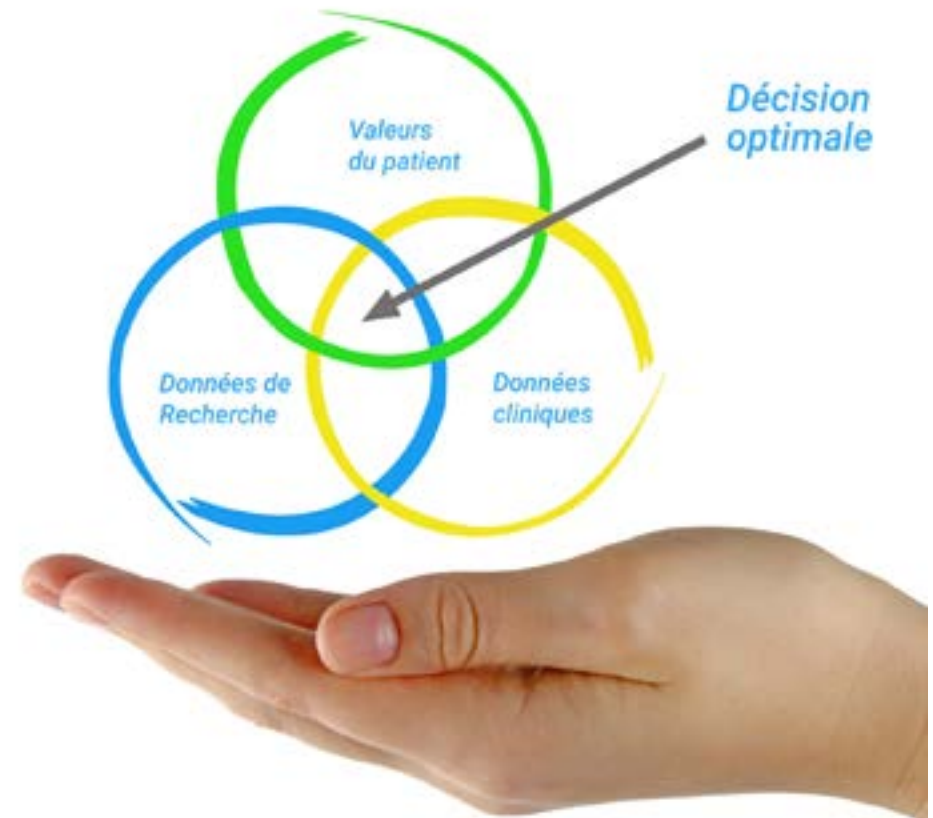 Décision
optimale
Valeurs
du patient
Données de
Recherche
Données
cliniques